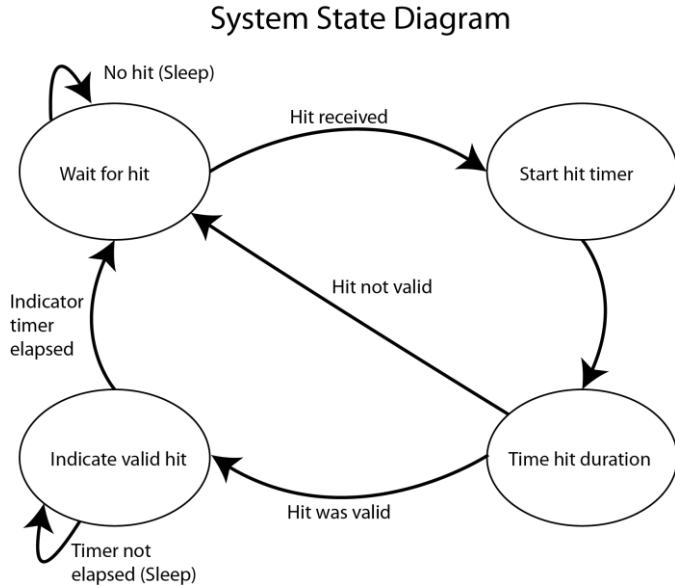 System State Diagram
No hit (Sleep)
Hit received
Wait for hit
Start hit timer
Hit not valid
Indicator
timer
elapsed
Indicate valid hit
Time hit duration
Hit was valid
Timer not
elapsed (Sleep)